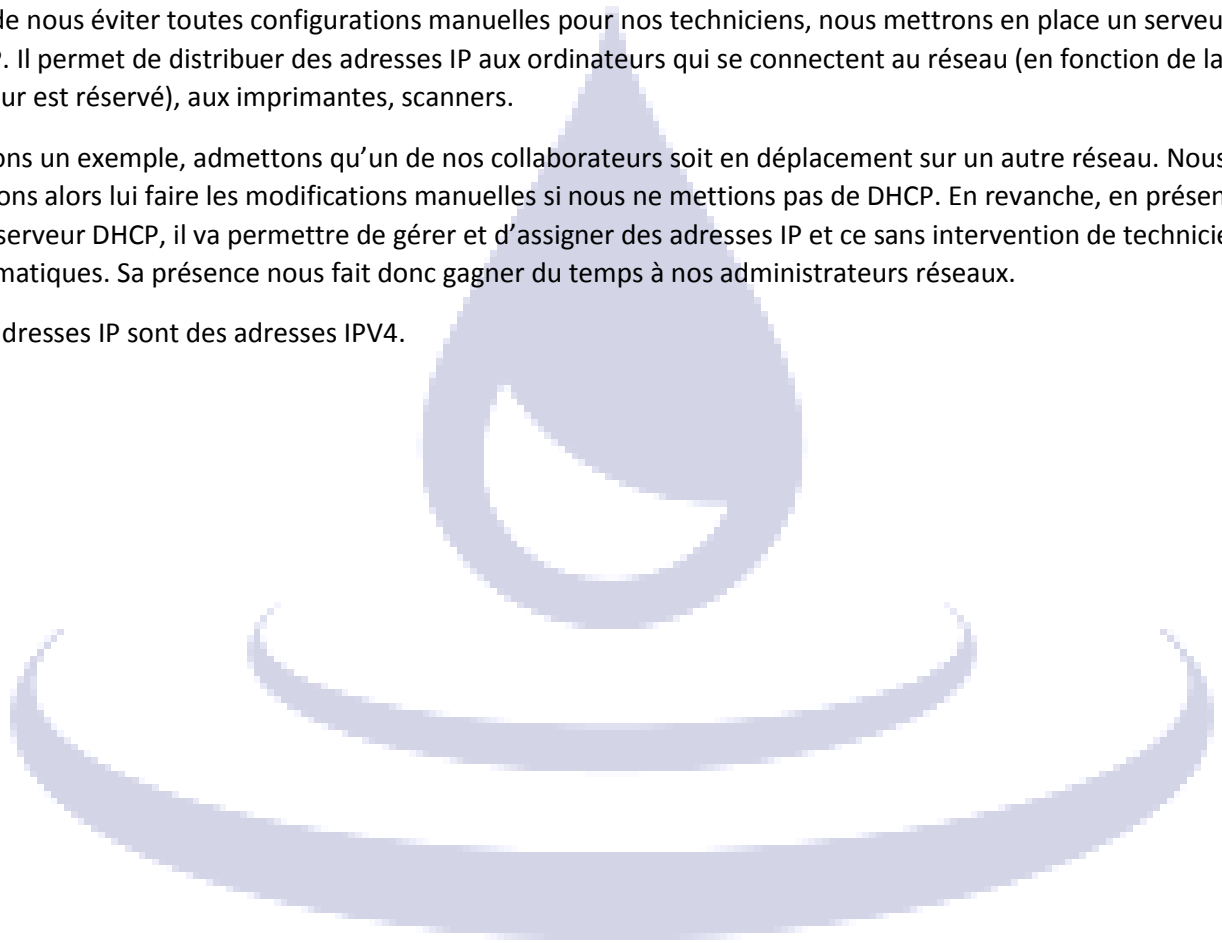 de nous éviter toutes configurations manuelles pour nos techniciens, nous mettrons en place un serveur
. Il permet de distribuer des adresses IP aux ordinateurs qui se connectent au réseau (en fonction de la
ur est réservé), aux imprimantes, scanners.
ons un exemple, admettons qu'un de nos collaborateurs soit en déplacement sur un autre réseau. Nous
ons alors lui faire les modifications manuelles si nous ne mettions pas de DHCP. En revanche, en présen
serveur DHCP, il va permettre de gérer et d'assigner des adresses IP et ce sans intervention de technicie
matiques. Sa présence nous fait donc gagner du temps à nos administrateurs réseaux.
dresses IP sont des adresses IPV4.